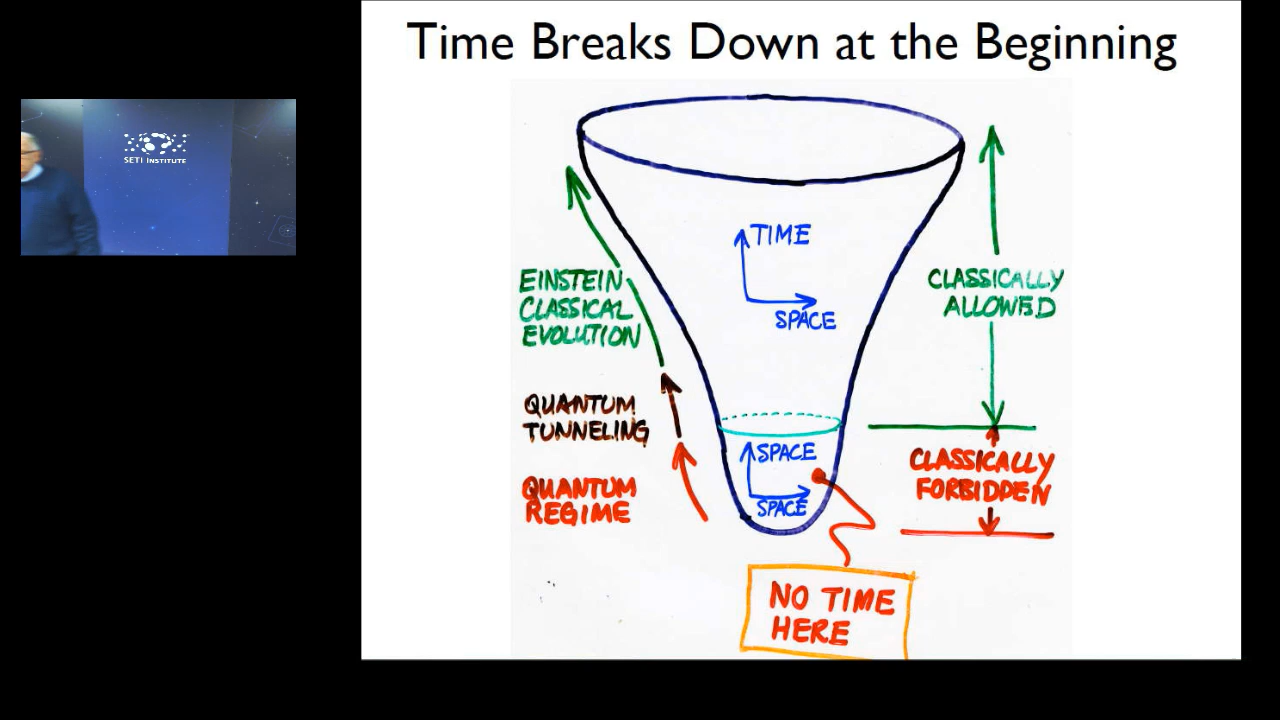 Time Breaks Down at the Beginning
SETI INSTITUTE
TIME
SPACE
EINSTEIN
CLASSICAL
EVOLUTION
CLASSICALLY
ALLOWED
QUANTUM
TUNNELING
SPACE
SPACE
CLASSICALLY
FORBIDDEN
QUANTUM
REGIME
NO TIME
HERE